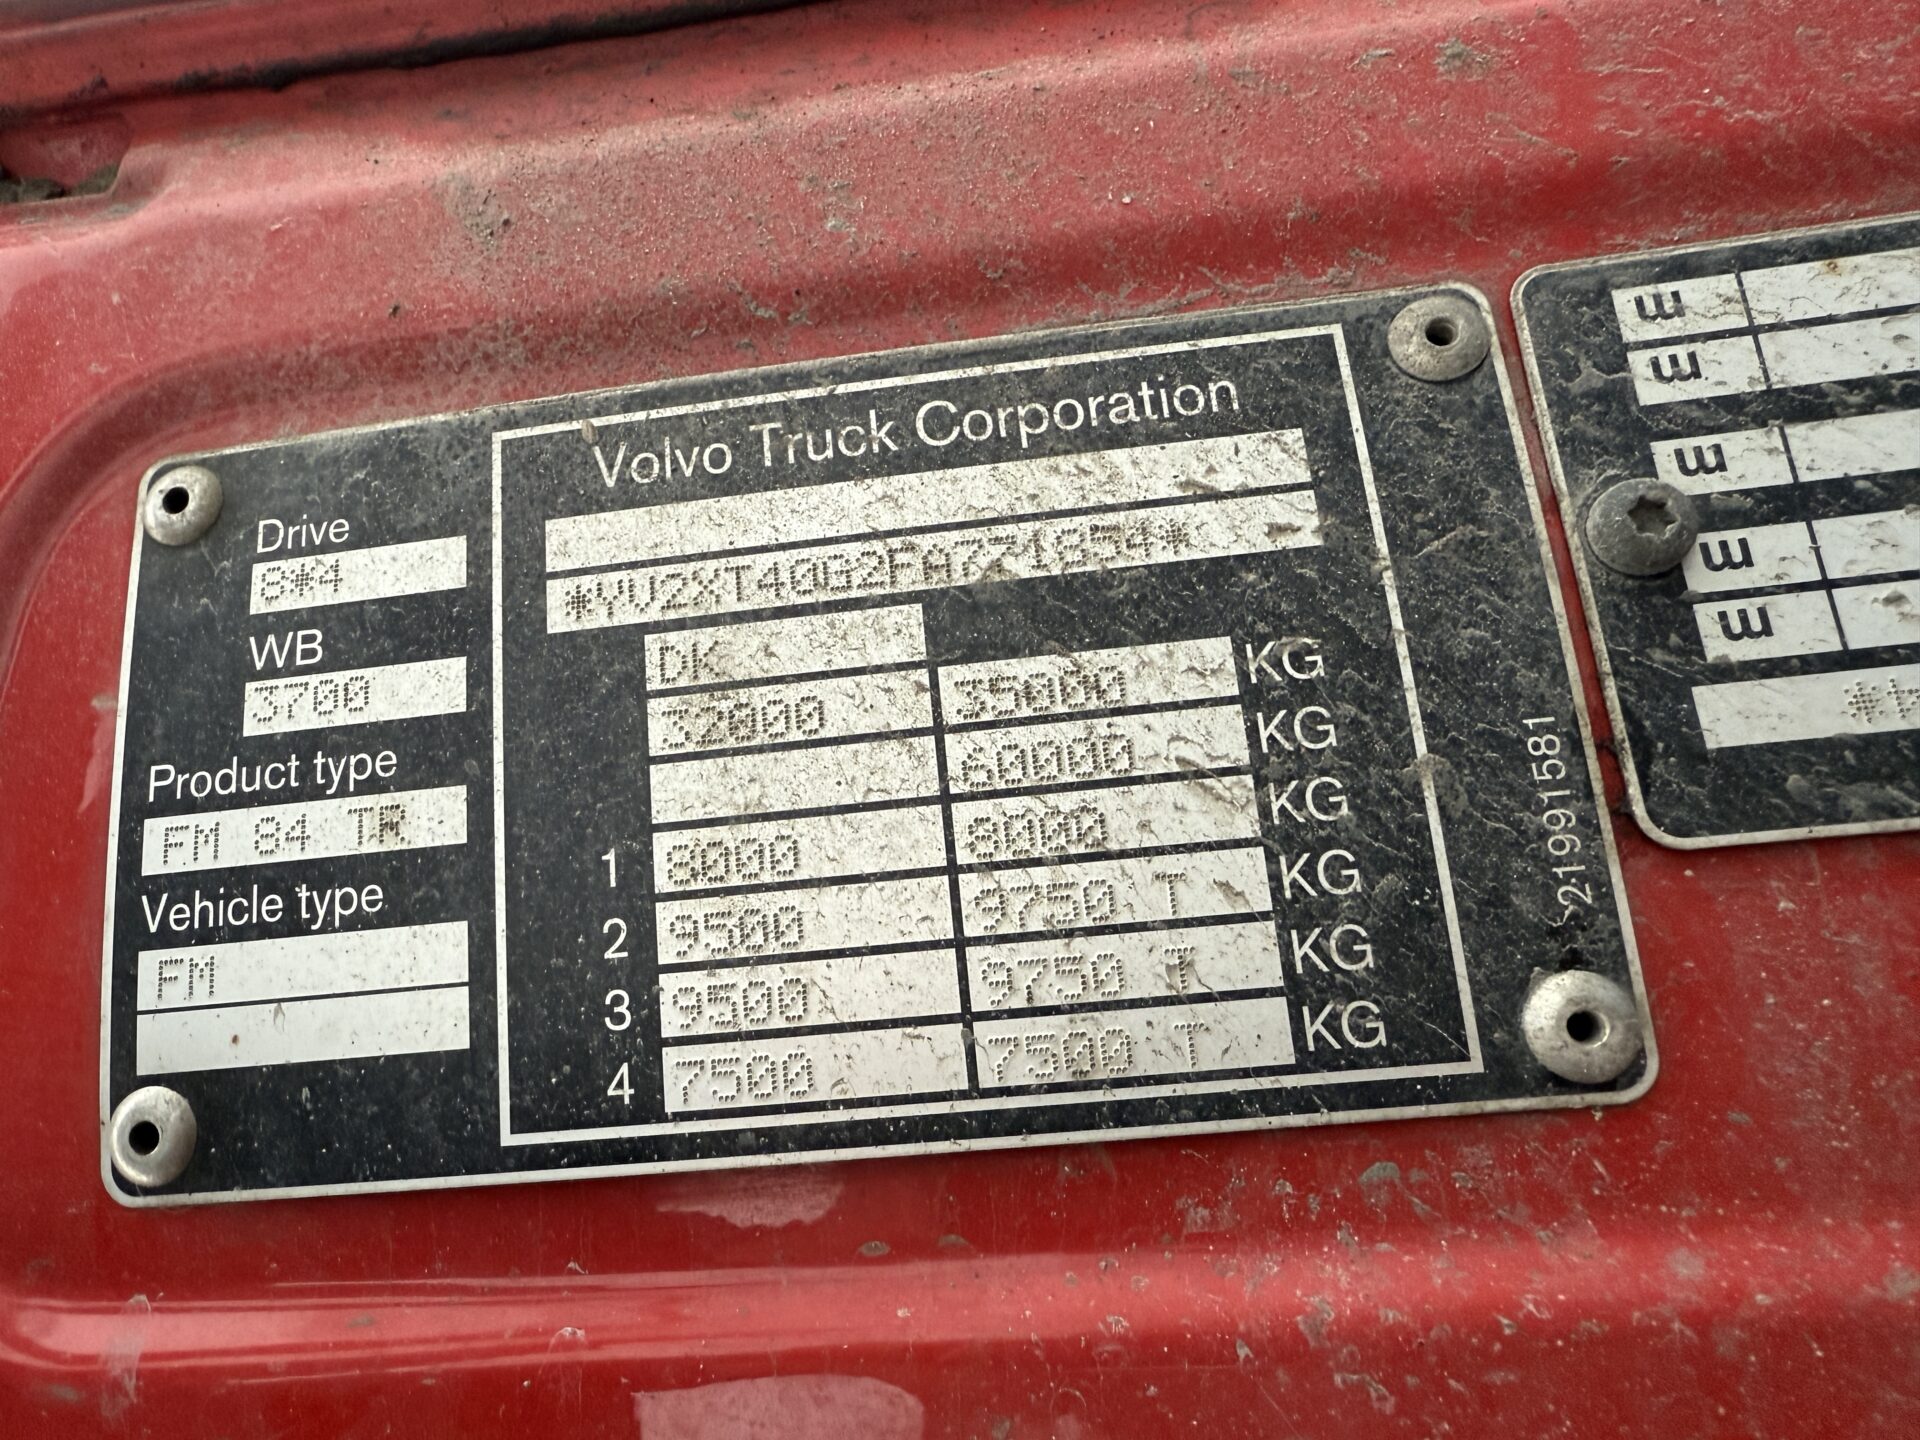 Volvo Truck Corporation
*YV2XT40G2FA771854*
DK
32000 35000 KG
60000 KG
1 8000 8000 KG
2 9500 9750 T KG
3 9500 9750 T KG
4 7500 7500 T KG
Drive
8*4
WB
3700
Product type
FM 84 TR
Vehicle type
FM
21991581
E
E
E
E
E